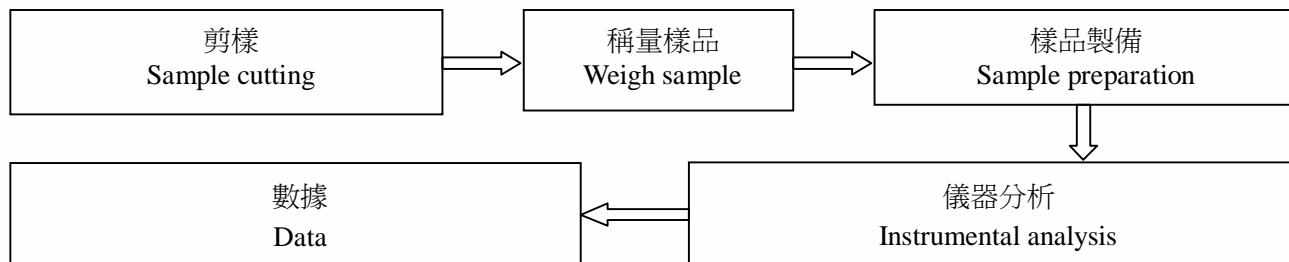 剪樣
Sample cutting
稱量樣品
Weigh sample
樣品製備
Sample preparation
儀器分析
Instrumental analysis
數據
Data